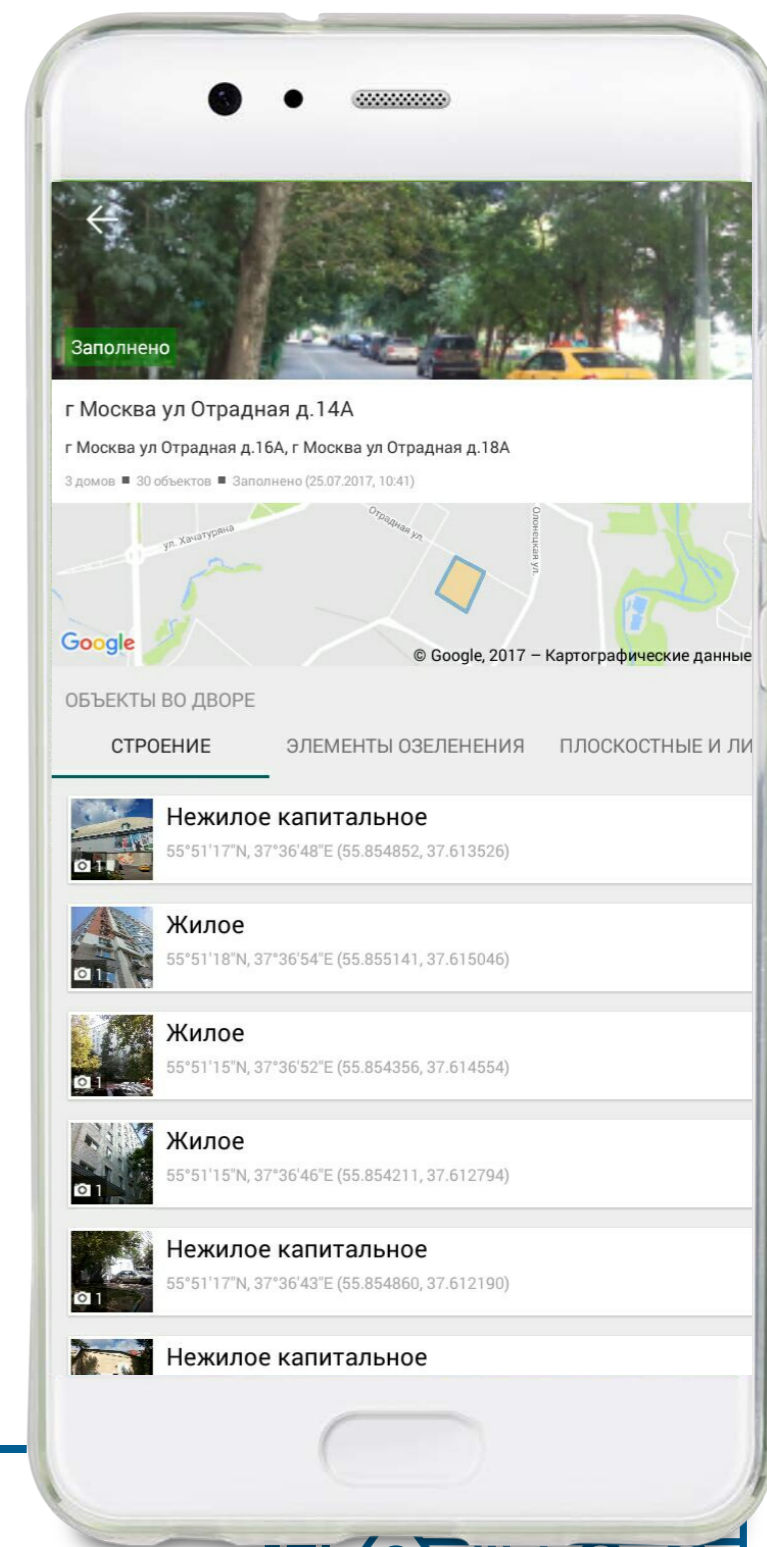 Заполнено
г Москва ул Отрадная д.14А
г Москва ул Отрадная д.16А, г Москва ул Отрадная д.18А
3 домов ■ 30 объектов ■ Заполнено (25.07.2017, 10:41)
ул. Хачатуряна
Отрадная ул.
Олонецкая ул.
Google
© Google, 2017 – Картографические данные
ОБЪЕКТЫ ВО ДВОРЕ
СТРОЕНИЕ ЭЛЕМЕНТЫ ОЗЕЛЕНЕНИЯ ПЛОСКОСТНЫЕ И ЛИ
Нежилое капитальное
55°51'17"N, 37°36'48"E (55.854852, 37.613526)
1
Жилое
55°51'18"N, 37°36'54"E (55.855141, 37.615046)
1
Жилое
55°51'15"N, 37°36'52"E (55.854356, 37.614554)
1
Жилое
55°51'15"N, 37°36'46"E (55.854211, 37.612794)
1
Нежилое капитальное
55°51'17"N, 37°36'43"E (55.854860, 37.612190)
1
Нежилое капитальное